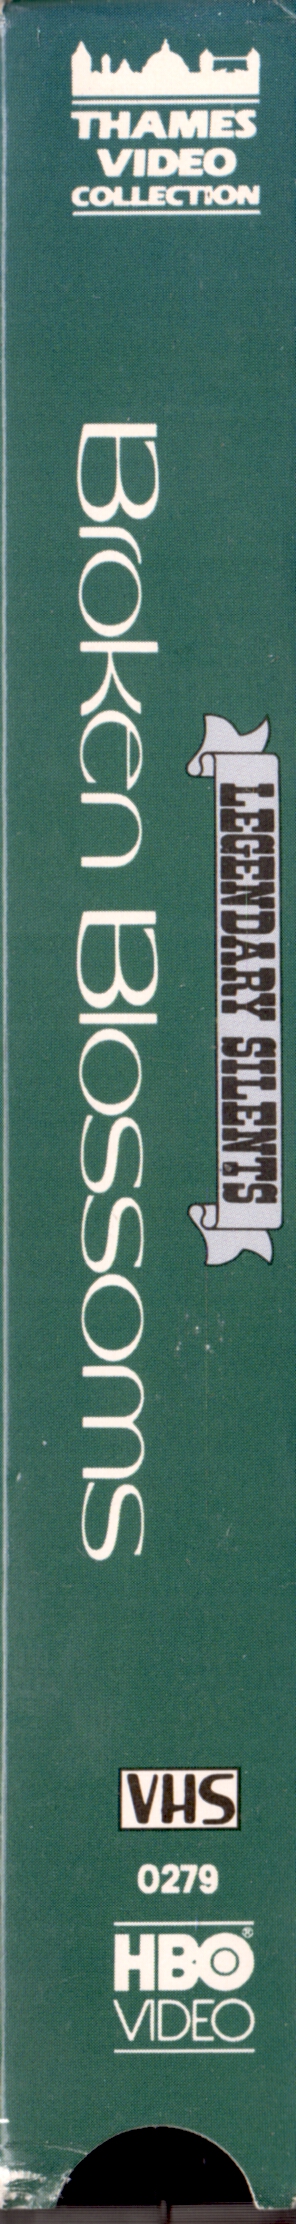 THAMES
VIDEO
COLLECTION
LEGENDARY SILENTS
Broken Blossoms
VHS
0279
HBO®
VIDEO